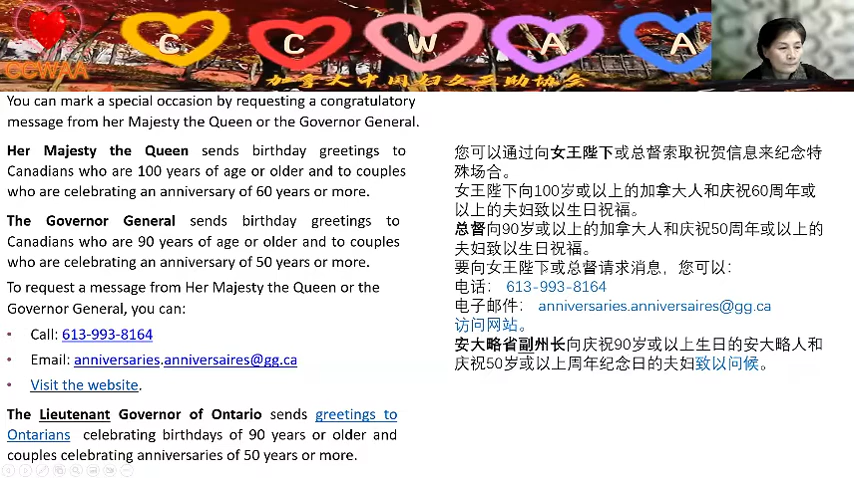 CCWAA
C C W A A
加拿大中国妇女互助协会
You can mark a special occasion by requesting a congratulatory
message from her Majesty the Queen or the Governor General.
Her Majesty the Queen sends birthday greetings to
Canadians who are 100 years of age or older and to couples
who are celebrating an anniversary of 60 years or more.
The Governor General sends birthday greetings to
Canadians who are 90 years of age or older and to couples
who are celebrating an anniversary of 50 years or more.
To request a message from Her Majesty the Queen or the
Governor General, you can:
• Call: 613-993-8164
• Email: anniversaries.anniversaires@gg.ca
• Visit the website.
The Lieutenant Governor of Ontario sends greetings to
Ontarians celebrating birthdays of 90 years or older and
couples celebrating anniversaries of 50 years or more.
您可以通过向女王陛下或总督索取祝贺信息来纪念特
殊场合。
女王陛下向100岁或以上的加拿大人和庆祝60周年或
以上的夫妇致以生日祝福。
总督向90岁或以上的加拿大人和庆祝50周年或以上的
夫妇致以生日祝福。
要向女王陛下或总督请求消息，您可以：
电话： 613-993-8164
电子邮件： anniversaries.anniversaires@gg.ca
访问网站。
安大略省副州长向庆祝90岁或以上生日的安大略人和
庆祝50岁或以上周年纪念日的夫妇致以问候。